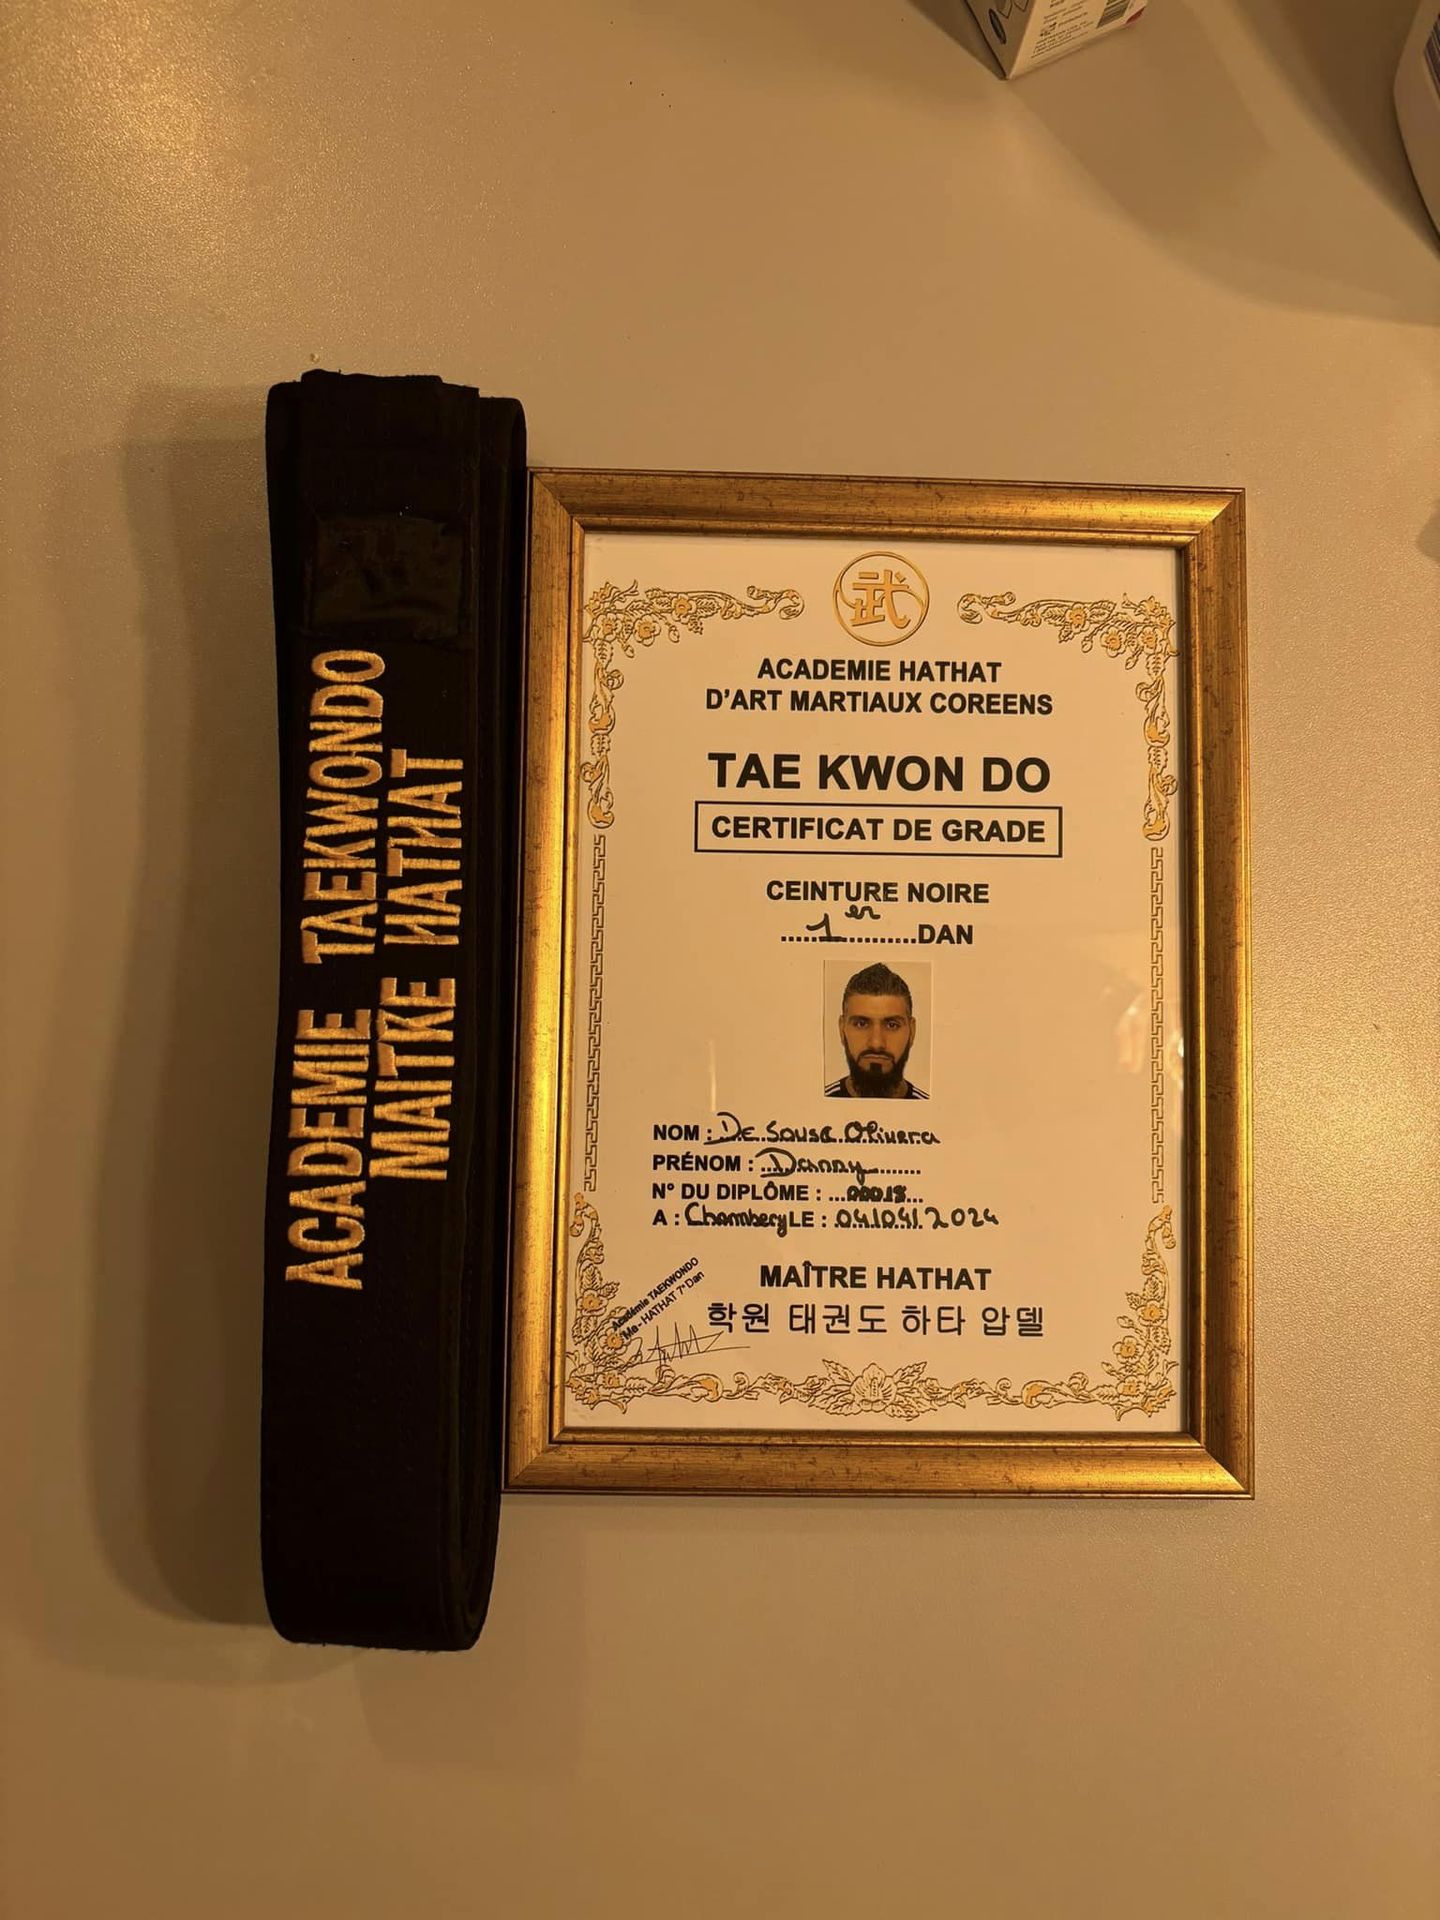 ACADEMIE TAEKWONDO
MAITRE HATHAT
武
ACADEMIE HATHAT
D'ART MARTIAUX COREENS
TAE KWON DO
CERTIFICAT DE GRADE
CEINTURE NOIRE
.....1er..........DAN
NOM : De Sousa Olivera
PRÉNOM : ...Danny........
N° DU DIPLÔME : ...00018...
A : Chambery LE : 04/04/2024
MAÎTRE HATHAT
학원 태권도 하타 압델
Académie TAEKWONDO
Me - HATHAT 7e Dan